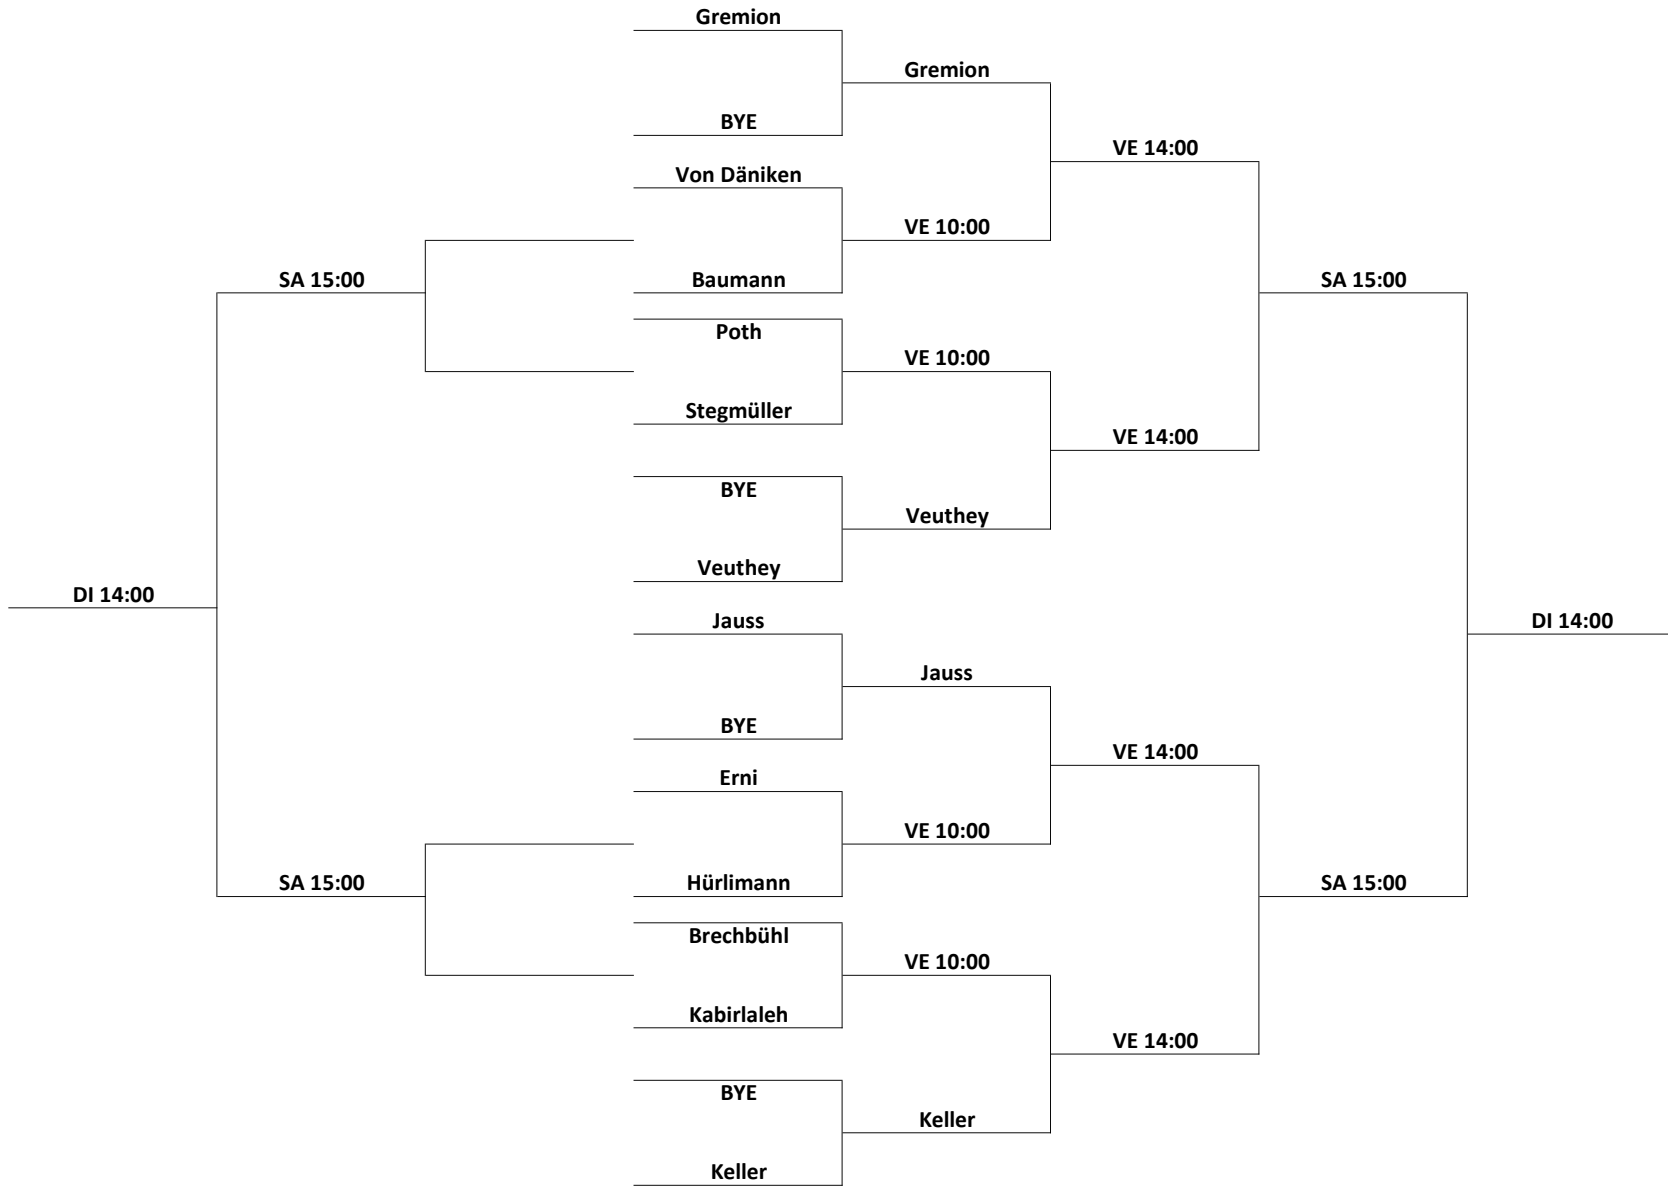 Gremion
Gremion
BYE
VE 14:00
Von Däniken
VE 10:00
SA 15:00
Baumann
SA 15:00
Poth
VE 10:00
Stegmüller
VE 14:00
BYE
Veuthey
Veuthey
DI 14:00
Jauss
DI 14:00
Jauss
BYE
VE 14:00
Erni
VE 10:00
SA 15:00
Hürlimann
SA 15:00
Brechbühl
VE 10:00
Kabirlaleh
VE 14:00
BYE
Keller
Keller